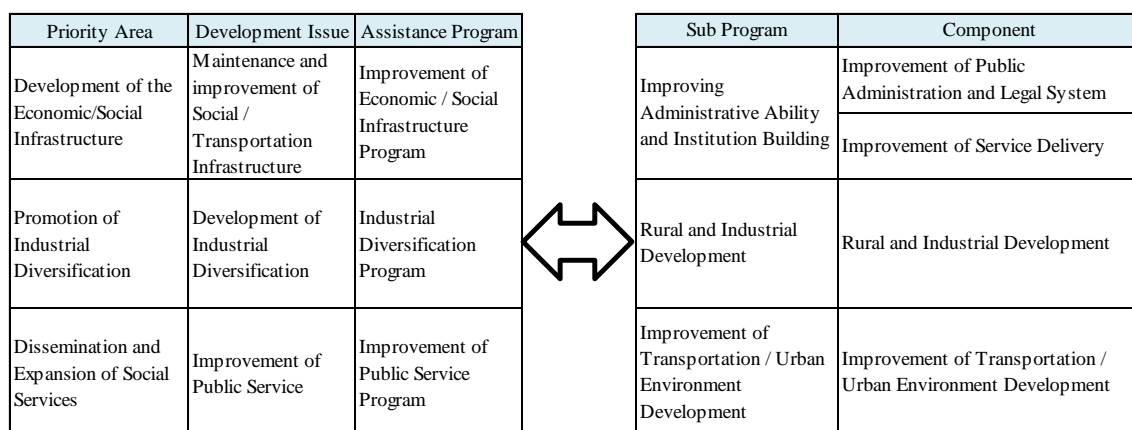 Priority Area
Development Issue
Assistance Program
Development of the
Economic/Social
Infrastructure
Maintenance and
improvement of
Social /
Transportation
Infrastructure
Improvement of
Economic / Social
Infrastructure
Program
Promotion of
Industrial
Diversification
Development of
Industrial
Diversification
Industrial
Diversification
Program
Dissemination and
Expansion of Social
Services
Improvement of
Public Service
Improvement of
Public Service
Program
Sub Program
Component
Improving
Administrative Ability
and Institution Building
Improvement of Public
Administration and Legal System
Improvement of Service Delivery
Rural and Industrial
Development
Rural and Industrial Development
Improvement of
Transportation / Urban
Environment
Development
Improvement of Transportation /
Urban Environment Development